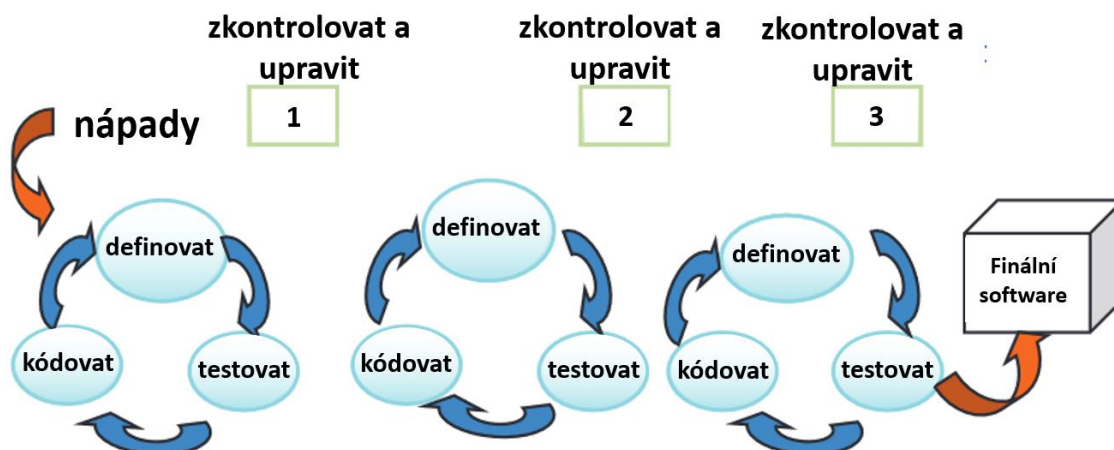 zkontrolovat a
upravit
1
zkontrolovat a
upravit
2
zkontrolovat a
upravit
3
nápady
definovat
kódovat
testovat
definovat
kódovat
testovat
definovat
kódovat
testovat
Finální
software